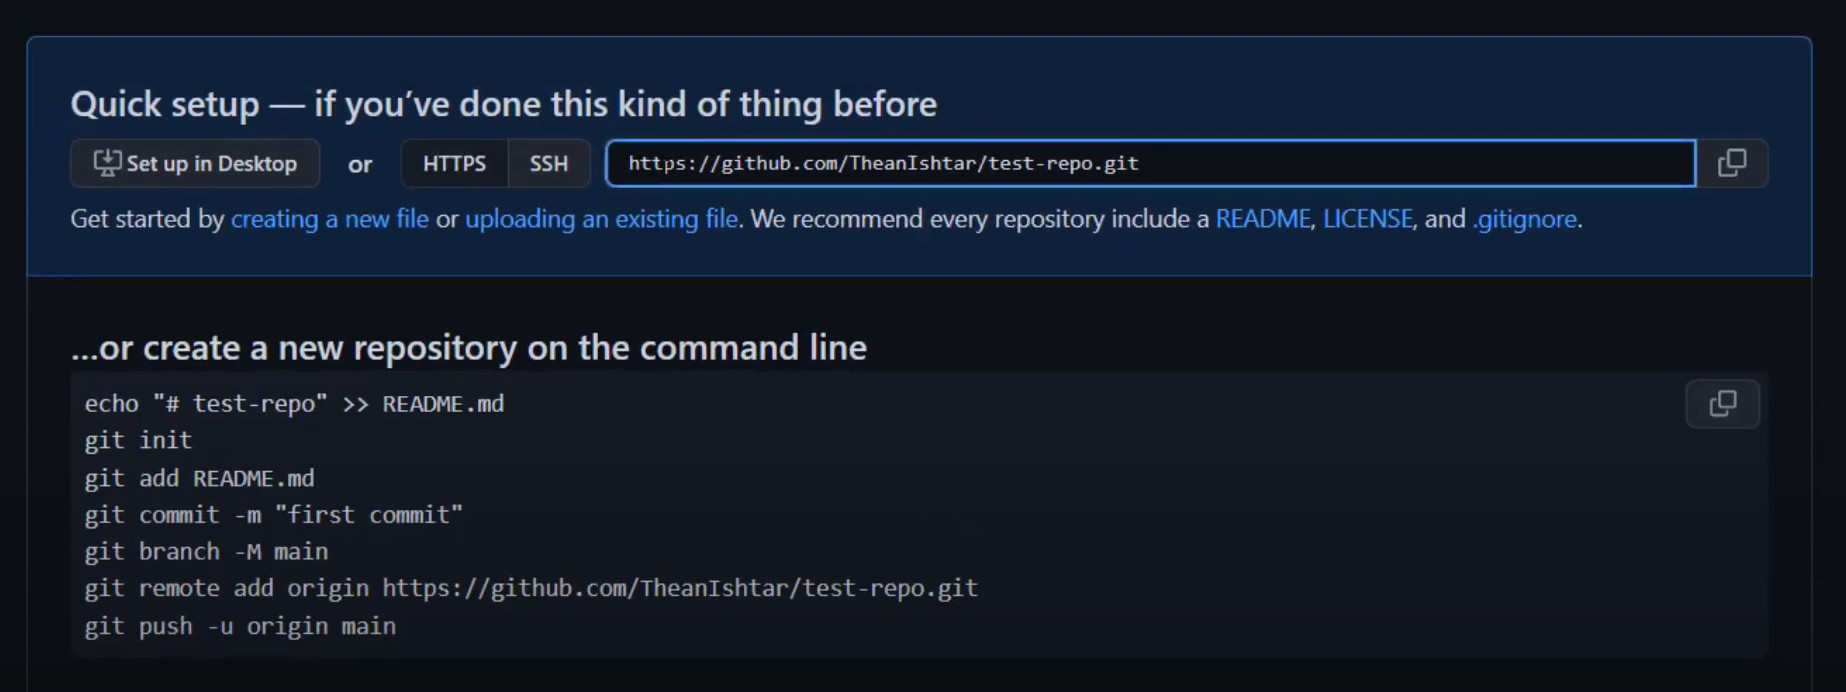 Quick setup — if you’ve done this kind of thing before
Set up in Desktop or HTTPS SSH https://github.com/TheanIshtar/test-repo.git
Get started by creating a new file or uploading an existing file. We recommend every repository include a README, LICENSE, and .gitignore.
...or create a new repository on the command line
echo "# test-repo" >> README.md
git init
git add README.md
git commit -m "first commit"
git branch -M main
git remote add origin https://github.com/TheanIshtar/test-repo.git
git push -u origin main